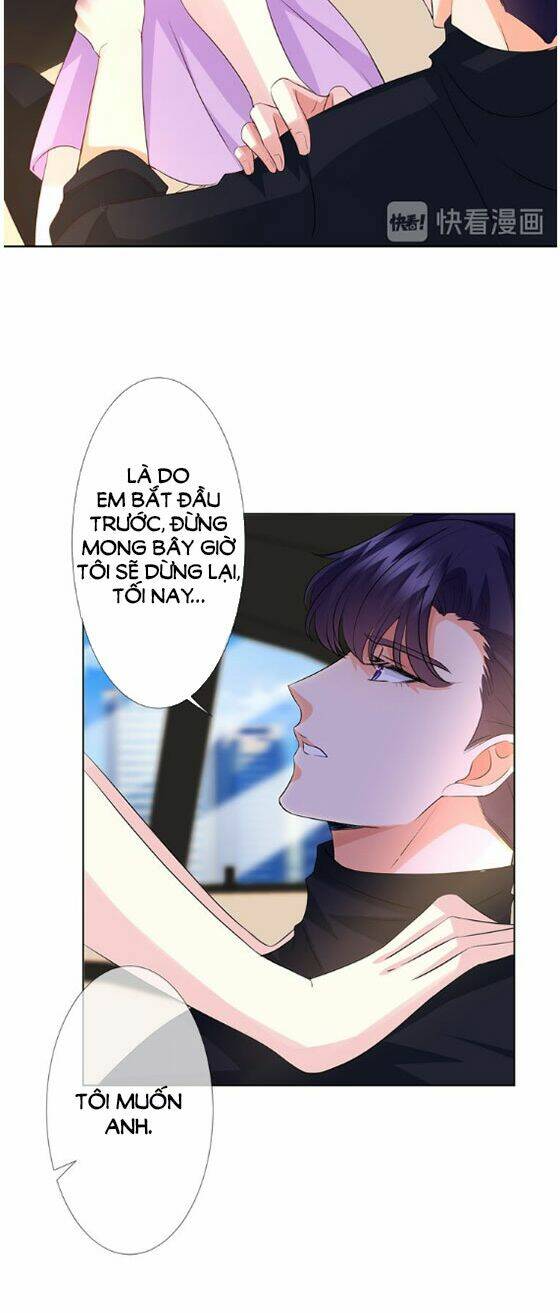 快看! 快看漫画
LÀ DO
EM BẮT ĐẦU
TRƯỚC, ĐỪNG
MONG BÂY GIỜ
TÔI SẼ DỪNG LẠI,
TỐI NAY...
TÔI MUỐN
ANH.